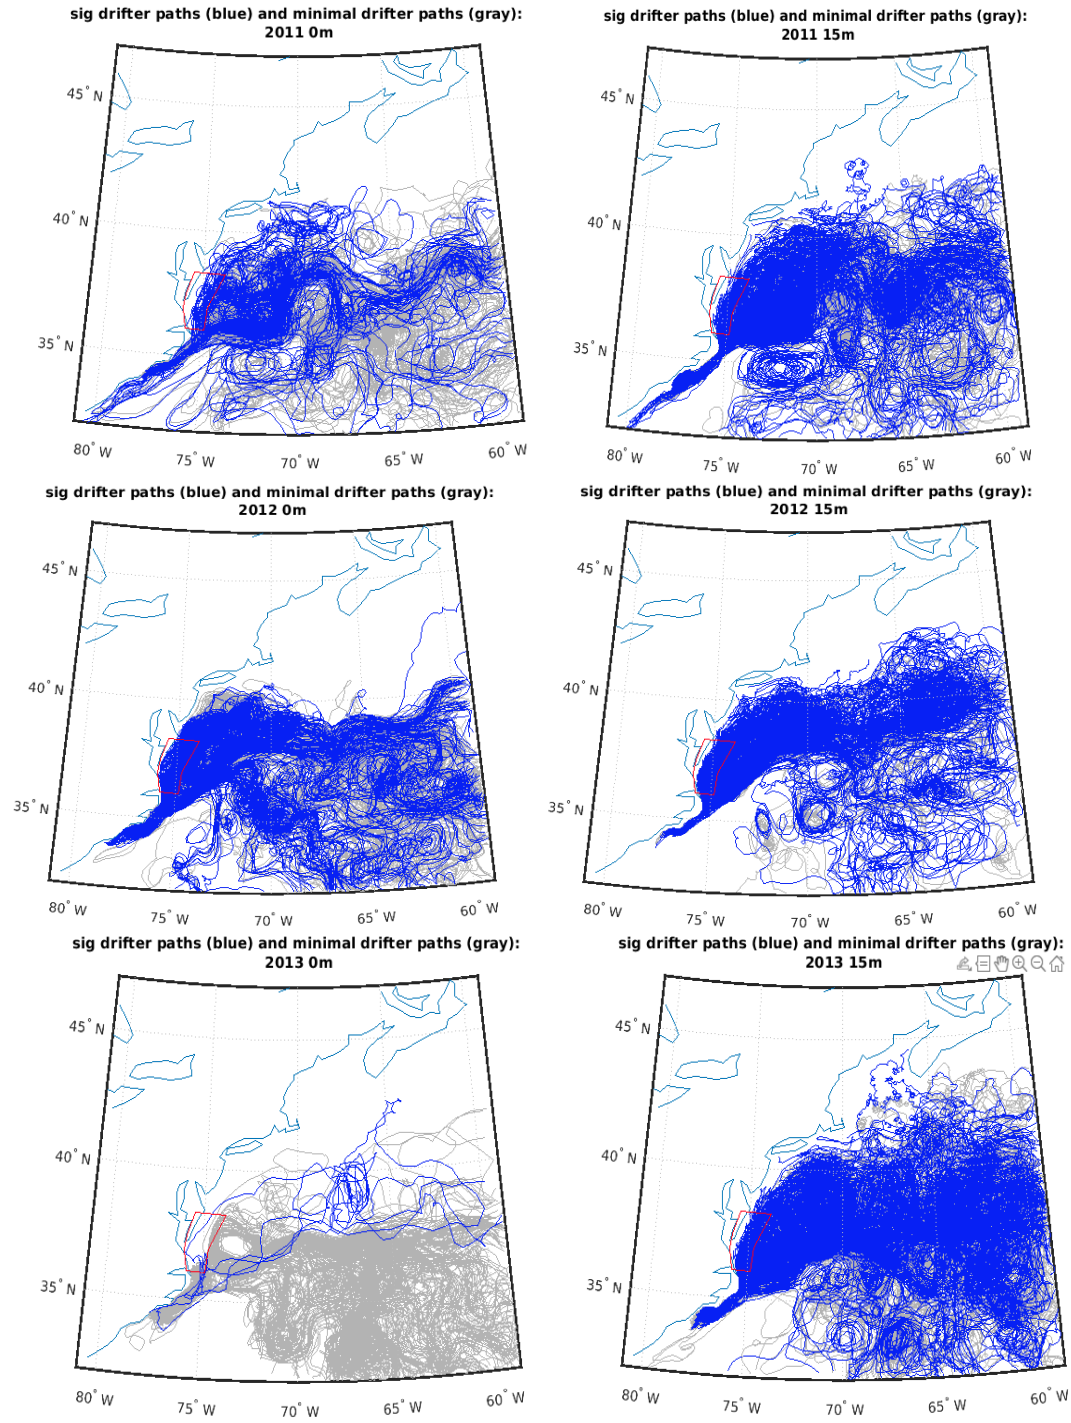 sig drifter paths (blue) and minimal drifter paths (gray):
2011 0m
45° N
40° N
35° N
80° W
75° W
70° W
65° W
60° W
sig drifter paths (blue) and minimal drifter paths (gray):
2011 15m
45° N
40° N
35° N
80° W
75° W
70° W
65° W
60° W
sig drifter paths (blue) and minimal drifter paths (gray):
2012 0m
45° N
40° N
35° N
80° W
75° W
70° W
65° W
60° W
sig drifter paths (blue) and minimal drifter paths (gray):
2012 15m
45° N
40° N
35° N
80° W
75° W
70° W
65° W
60° W
sig drifter paths (blue) and minimal drifter paths (gray):
2013 0m
45° N
40° N
35° N
80° W
75° W
70° W
65° W
60° W
sig drifter paths (blue) and minimal drifter paths (gray):
2013 15m
45° N
40° N
35° N
80° W
75° W
70° W
65° W
60° W